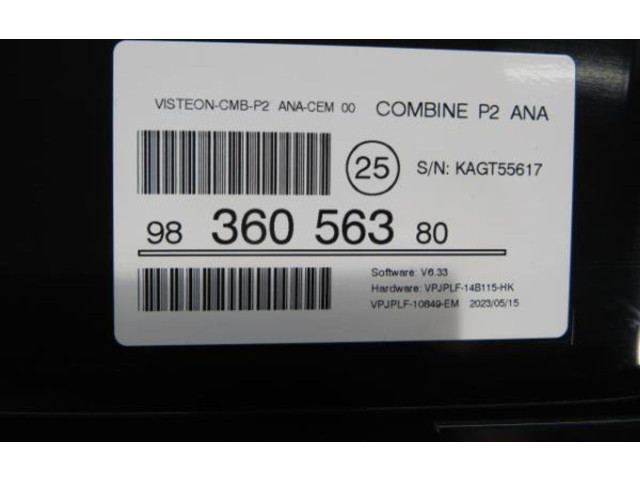 VISTEON-CMB-P2 ANA-CEM 00 COMBINE P2 ANA
25 S/N: KAGT55617
98 360 563 80
Software: V6.33
Hardware: VPJPLF-14B115-HK
VPJPLF-10849-EM 2023/05/15